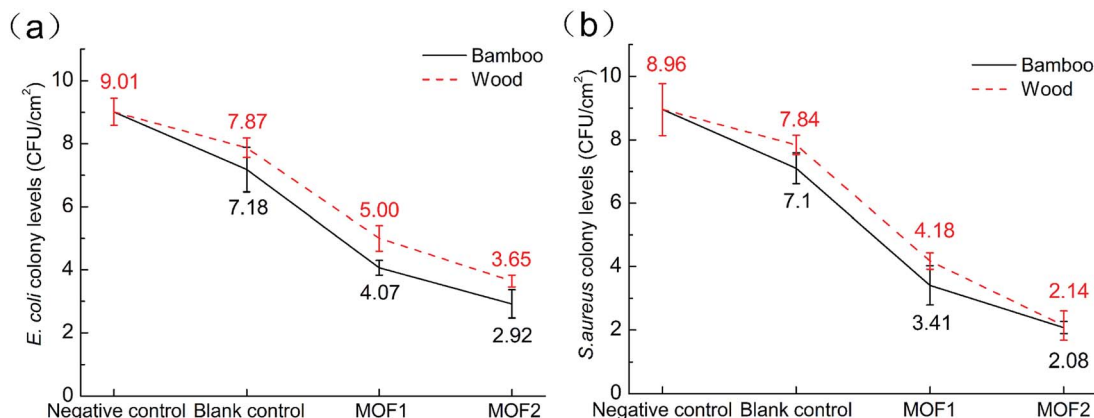 (a)
E. coli colony levels (CFU/cm²)
10
8
6
4
2
0
Bamboo
Wood
9.01
7.87
7.18
5.00
4.07
3.65
2.92
Negative control
Blank control
MOF1
MOF2
(b)
S.aureus colony levels (CFU/cm²)
10
8
6
4
2
0
Bamboo
Wood
8.96
7.84
7.1
4.18
3.41
2.14
2.08
Negative control
Blank control
MOF1
MOF2